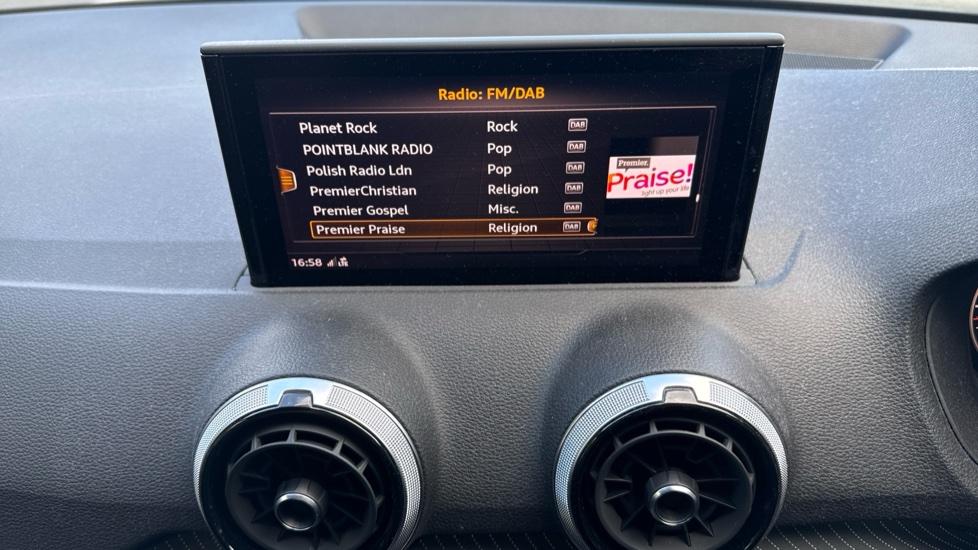 Radio: FM/DAB
Planet Rock Rock DAB
POINTBLANK RADIO Pop DAB
Polish Radio Ldn Pop DAB
PremierChristian Religion DAB
Premier Gospel Misc. DAB
Premier Praise Religion DAB
Premier.
Praise!
light up your life
16:58 LTE